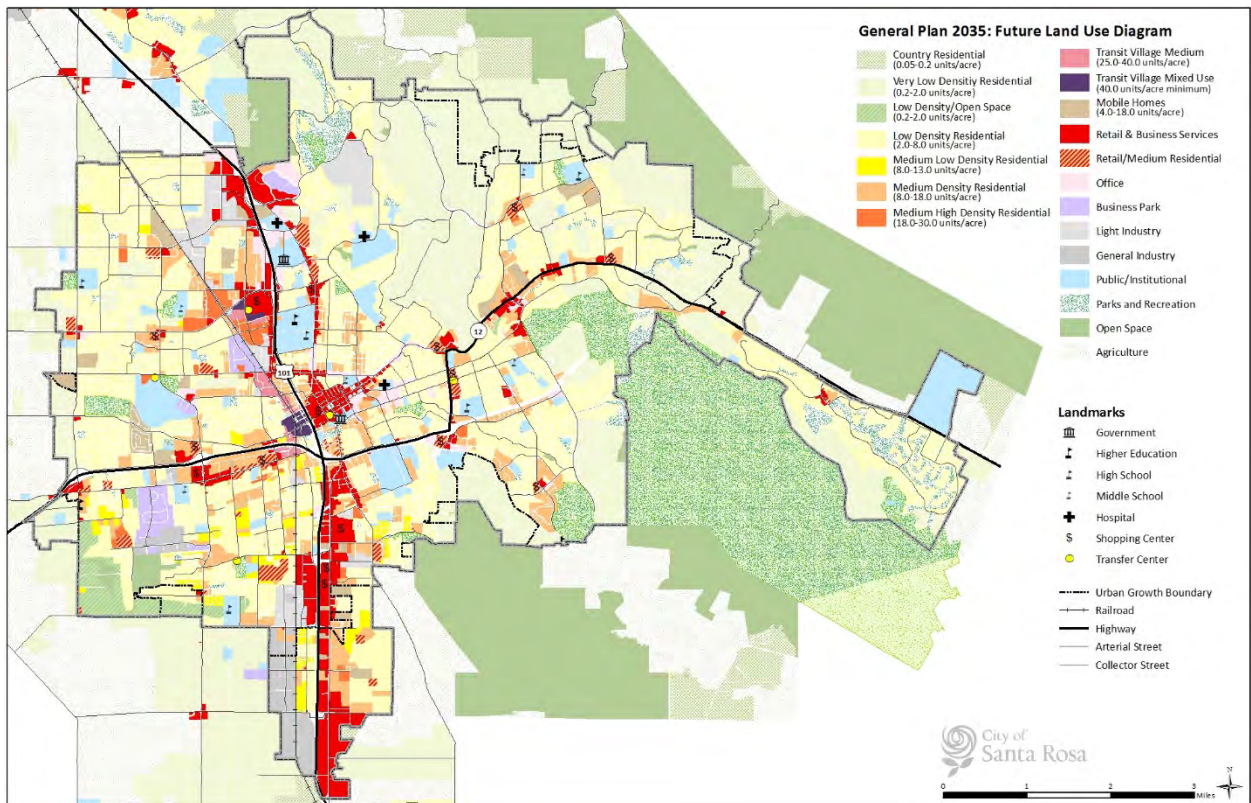 General Plan 2035: Future Land Use Diagram
Country Residential
(0.05-0.2 units/acre)
Very Low Density Residential
(0.2-2.0 units/acre)
Low Density/Open Space
(0.2-2.0 units/acre)
Low Density Residential
(2.0-8.0 units/acre)
Medium Low Density Residential
(8.0-13.0 units/acre)
Medium Density Residential
(8.0-18.0 units/acre)
Medium High Density Residential
(18.0-30.0 units/acre)
Transit Village Medium
(25.0-40.0 units/acre)
Transit Village Mixed Use
(40.0 units/acre minimum)
Mobile Homes
(4.0-18.0 units/acre)
Retail & Business Services
Retail/Medium Residential
Office
Business Park
Light Industry
General Industry
Public/Institutional
Parks and Recreation
Open Space
Agriculture
Landmarks
Government
Higher Education
High School
Middle School
Hospital
$ Shopping Center
Transfer Center
Urban Growth Boundary
Railroad
Highway
Arterial Street
Collector Street
12
101
City of
Santa Rosa
0 1 2 3
Miles
N